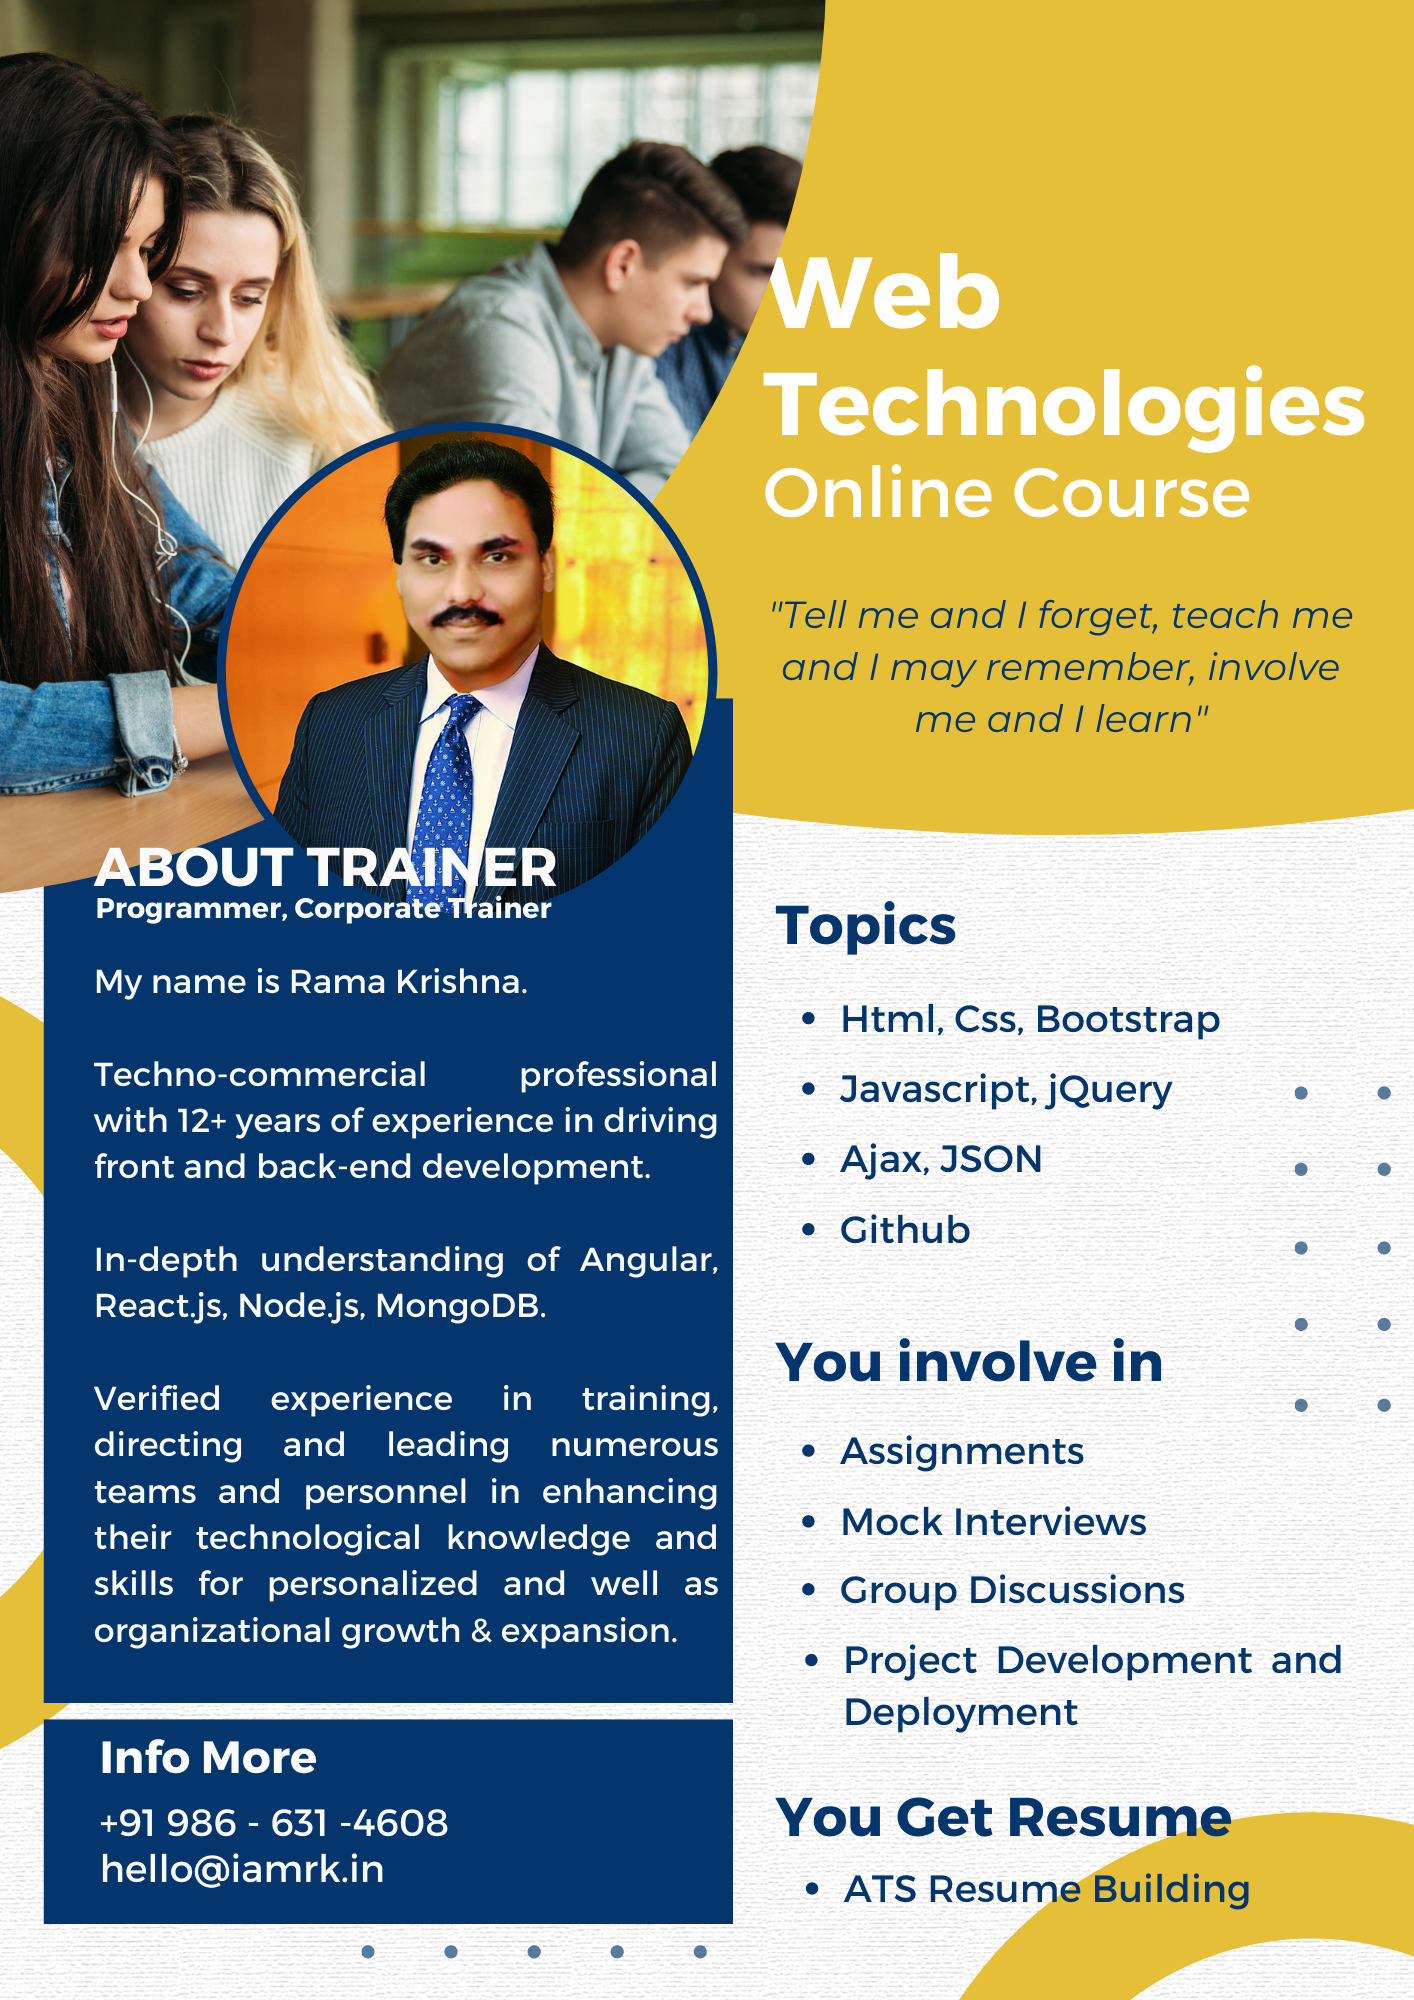 Web
Technologies
Online Course
"Tell me and I forget, teach me
and I may remember, involve
me and I learn"
ABOUT TRAINER
Programmer, Corporate Trainer
My name is Rama Krishna.
Techno-commercial professional
with 12+ years of experience in driving
front and back-end development.
In-depth understanding of Angular,
React.js, Node.js, MongoDB.
Verified experience in training,
directing and leading numerous
teams and personnel in enhancing
their technological knowledge and
skills for personalized and well as
organizational growth & expansion.
Info More
+91 986 - 631 -4608
hello@iamrk.in
Topics
• Html, Css, Bootstrap
• Javascript, jQuery
• Ajax, JSON
• Github
You involve in
• Assignments
• Mock Interviews
• Group Discussions
• Project Development and
Deployment
You Get Resume
• ATS Resume Building